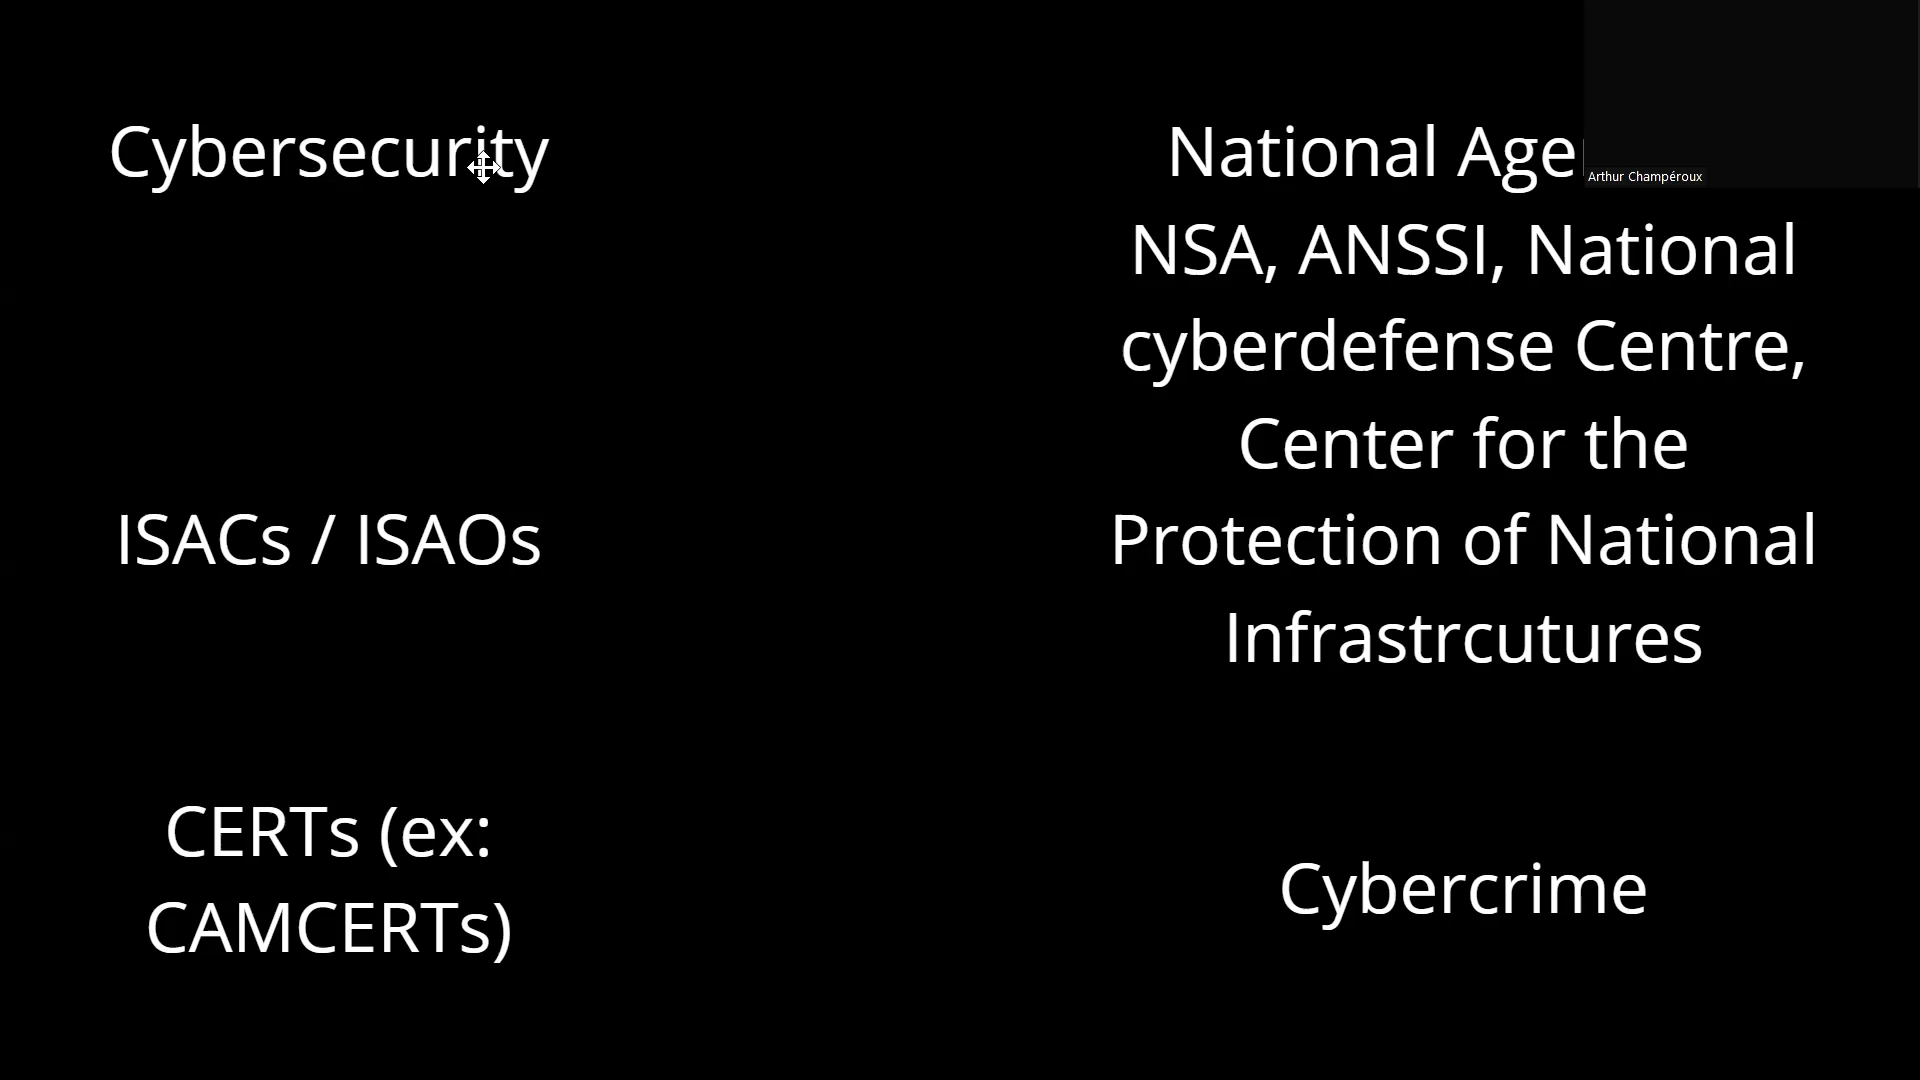 Cybersecurity
ISACs / ISAOs
CERTs (ex:
CAMCERTs)
National
NSA, ANSSI, National
cyberdefense Centre,
Center for the
Protection of National
Infrastrcutures
Cybercrime
Arthur Champéroux